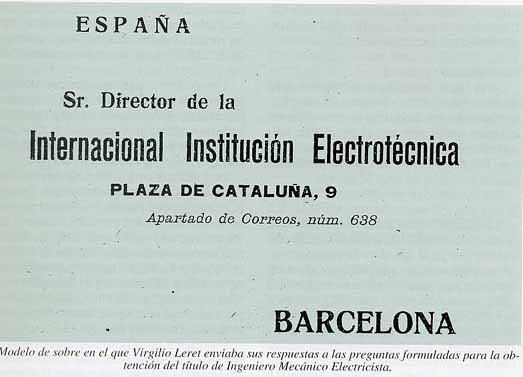 ESPAÑA
Sr. Director de la
Internacional Institución Electrotécnica
PLAZA DE CATALUÑA, 9
Apartado de Correos, núm. 638
BARCELONA
Modelo de sobre en el que Virgilio Leret enviaba sus respuestas a las preguntas formuladas para la ob-
tención del título de Ingeniero Mecánico Electricista.